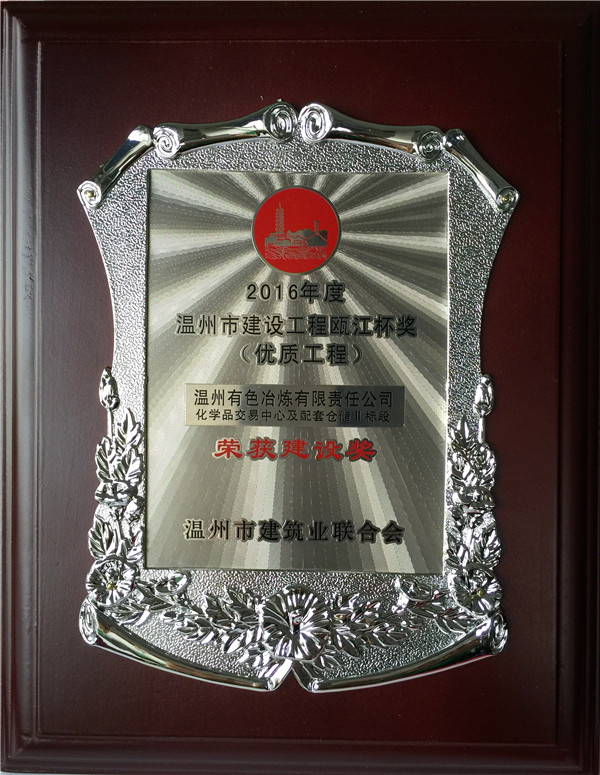 2016年度
温州市建设工程瓯江杯奖
（优质工程）
温州有色冶炼有限责任公司
化学品交易中心及配套仓储Ⅱ标段
荣获建设奖
温州市建筑业联合会